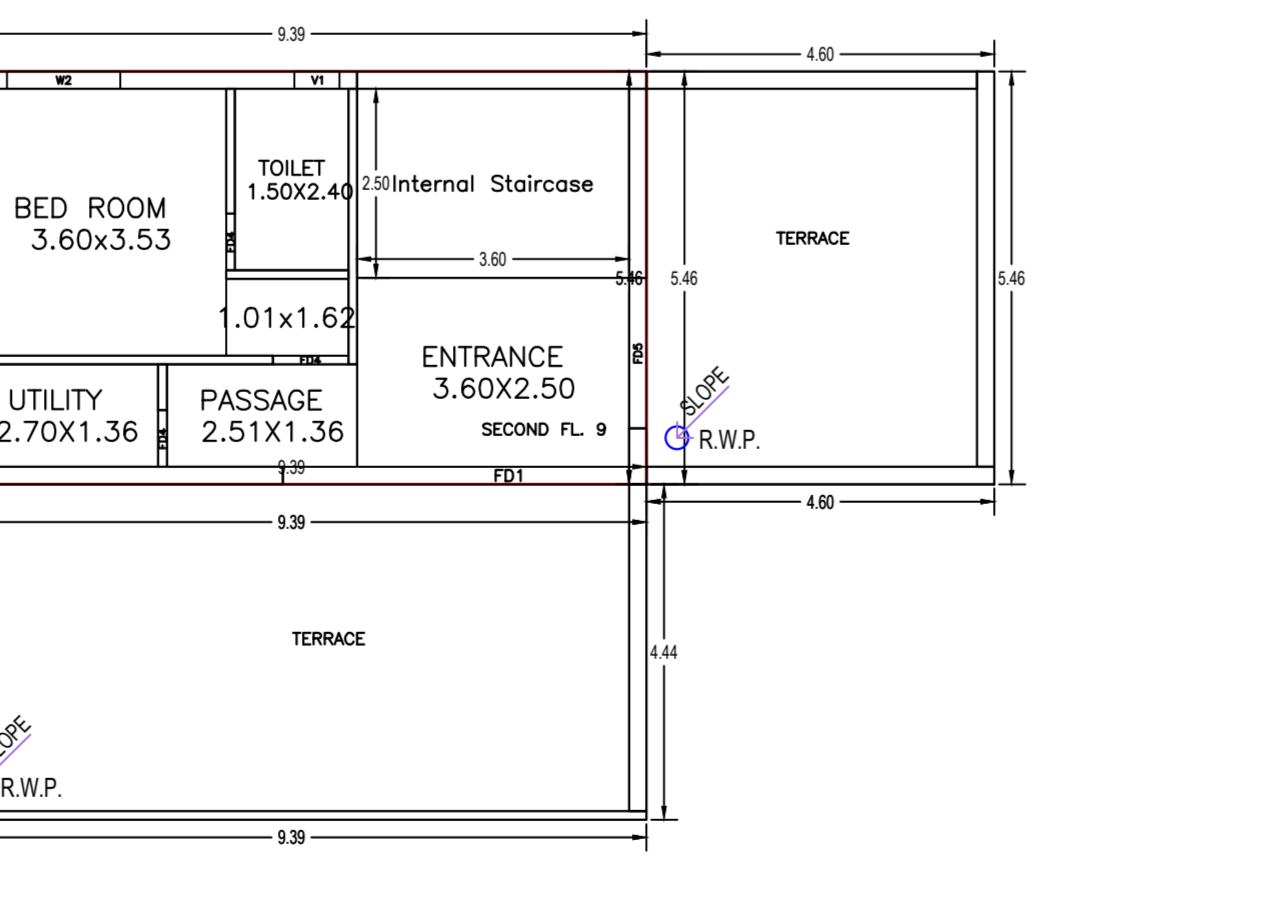 9.39
4.60
W2
V1
TOILET
1.50X2.40
2.50
Internal Staircase
BED ROOM
3.60x3.53
FD4
TERRACE
3.60
5.46
5.46
5.46
1.01x1.62
FD4
FD5
ENTRANCE
3.60X2.50
UTILITY
2.70X1.36
PASSAGE
2.51X1.36
FD4
SECOND FL. 9
SLOPE
R.W.P.
9.39
FD1
4.60
9.39
TERRACE
4.44
OPE
R.W.P.
9.39